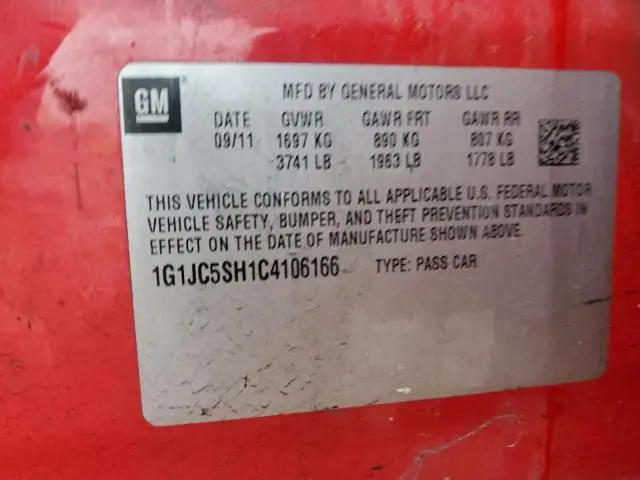 GM
MFD BY GENERAL MOTORS LLC
DATE GVWR GAWR FRT GAWR RR
09/11 1697 KG 890 KG 807 KG
3741 LB 1963 LB 1778 LB
THIS VEHICLE CONFORMS TO ALL APPLICABLE U.S. FEDERAL MOTOR
VEHICLE SAFETY, BUMPER, AND THEFT PREVENTION STANDARDS IN
EFFECT ON THE DATE OF MANUFACTURE SHOWN ABOVE.
1G1JC5SH1C4106166 TYPE: PASS CAR